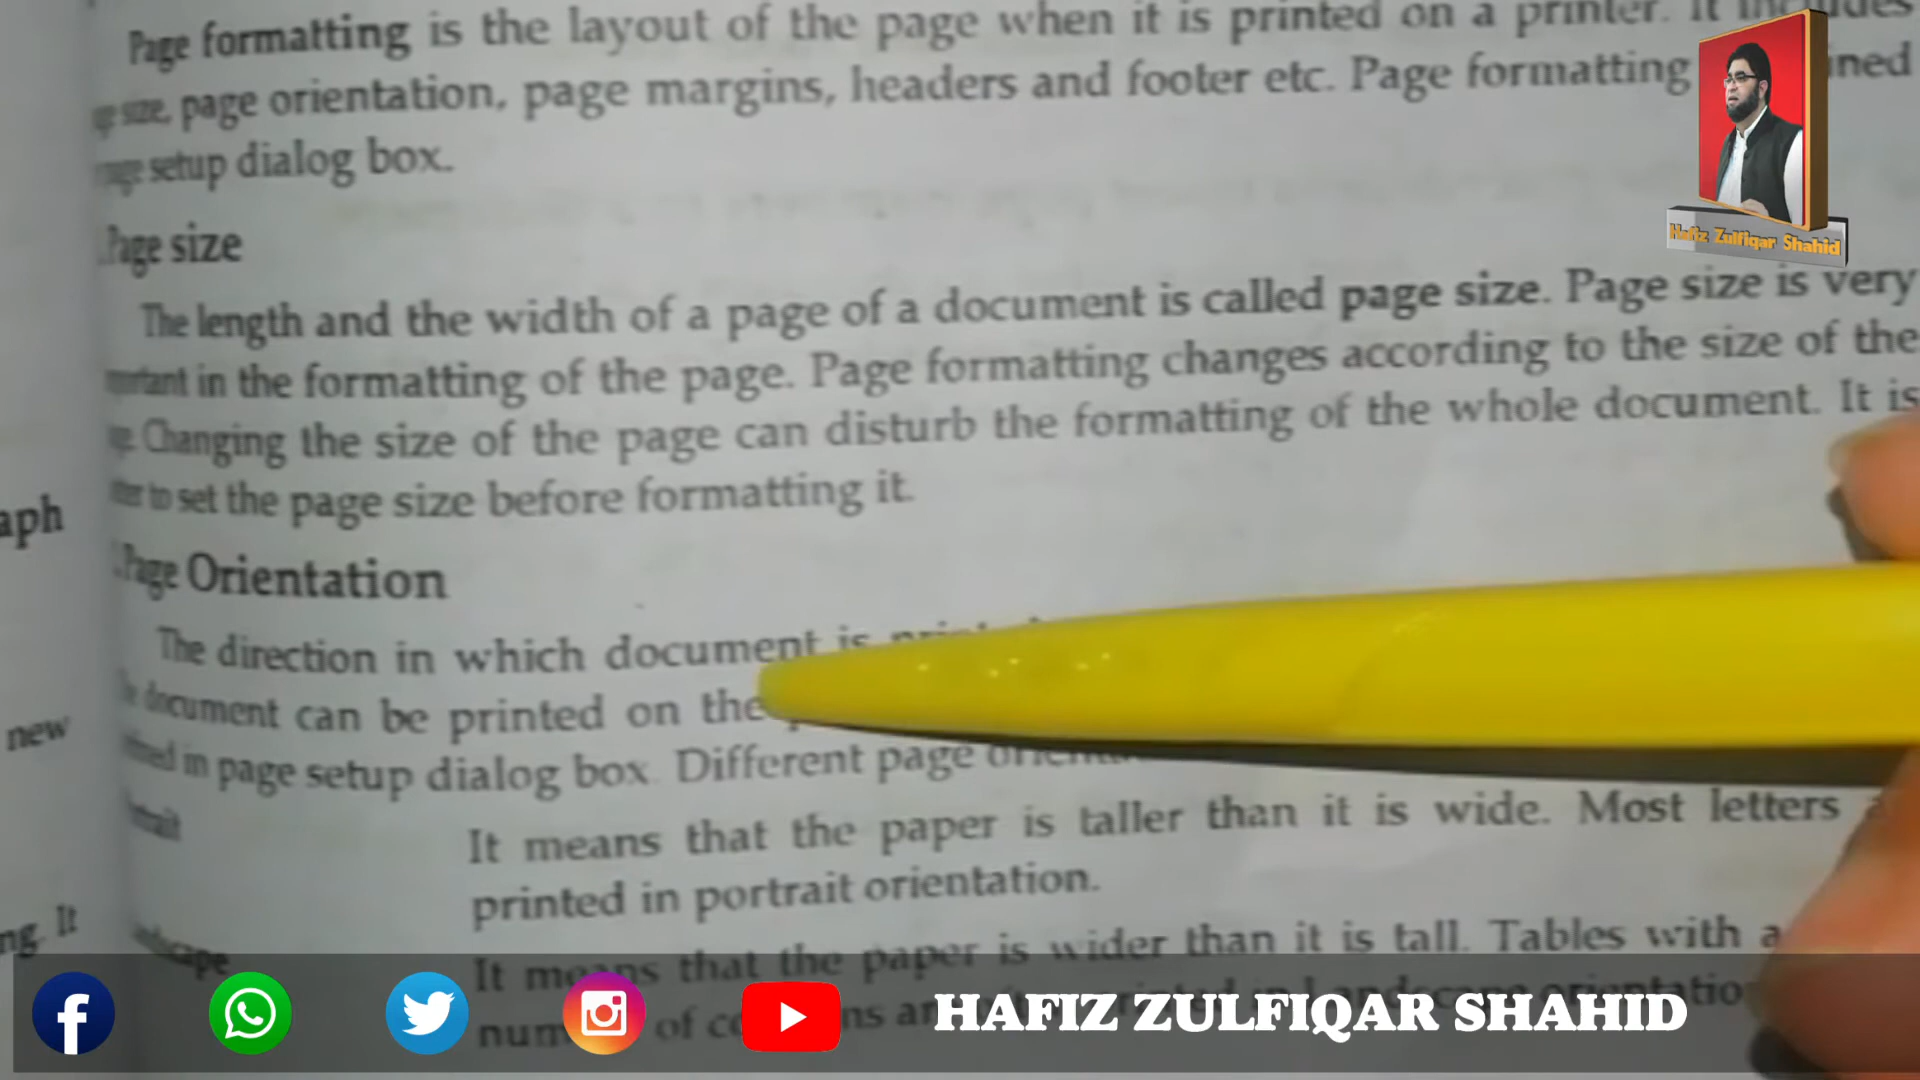 Page formatting is the layout of the page when it is printed on a printer. It includes
size, page orientation, page margins, headers and footer etc. Page formatting
page setup dialog box.
Page size
The length and the width of a page of a document is called page size. Page size is very
in the formatting of the page. Page formatting changes according to the size of the
Changing the size of the page can disturb the formatting of the whole document. It is
to set the page size before formatting it.
Page Orientation
The direction in which document is
document can be printed on the
in page setup dialog box. Different page
It means that the paper is taller than it is wide. Most letters
printed in portrait orientation.
It means that the paper is wider than it is tall. Tables with a
of
aph
new
ng. It
Hafiz Zulfiqar Shahid
HAFIZ ZULFIQAR SHAHID